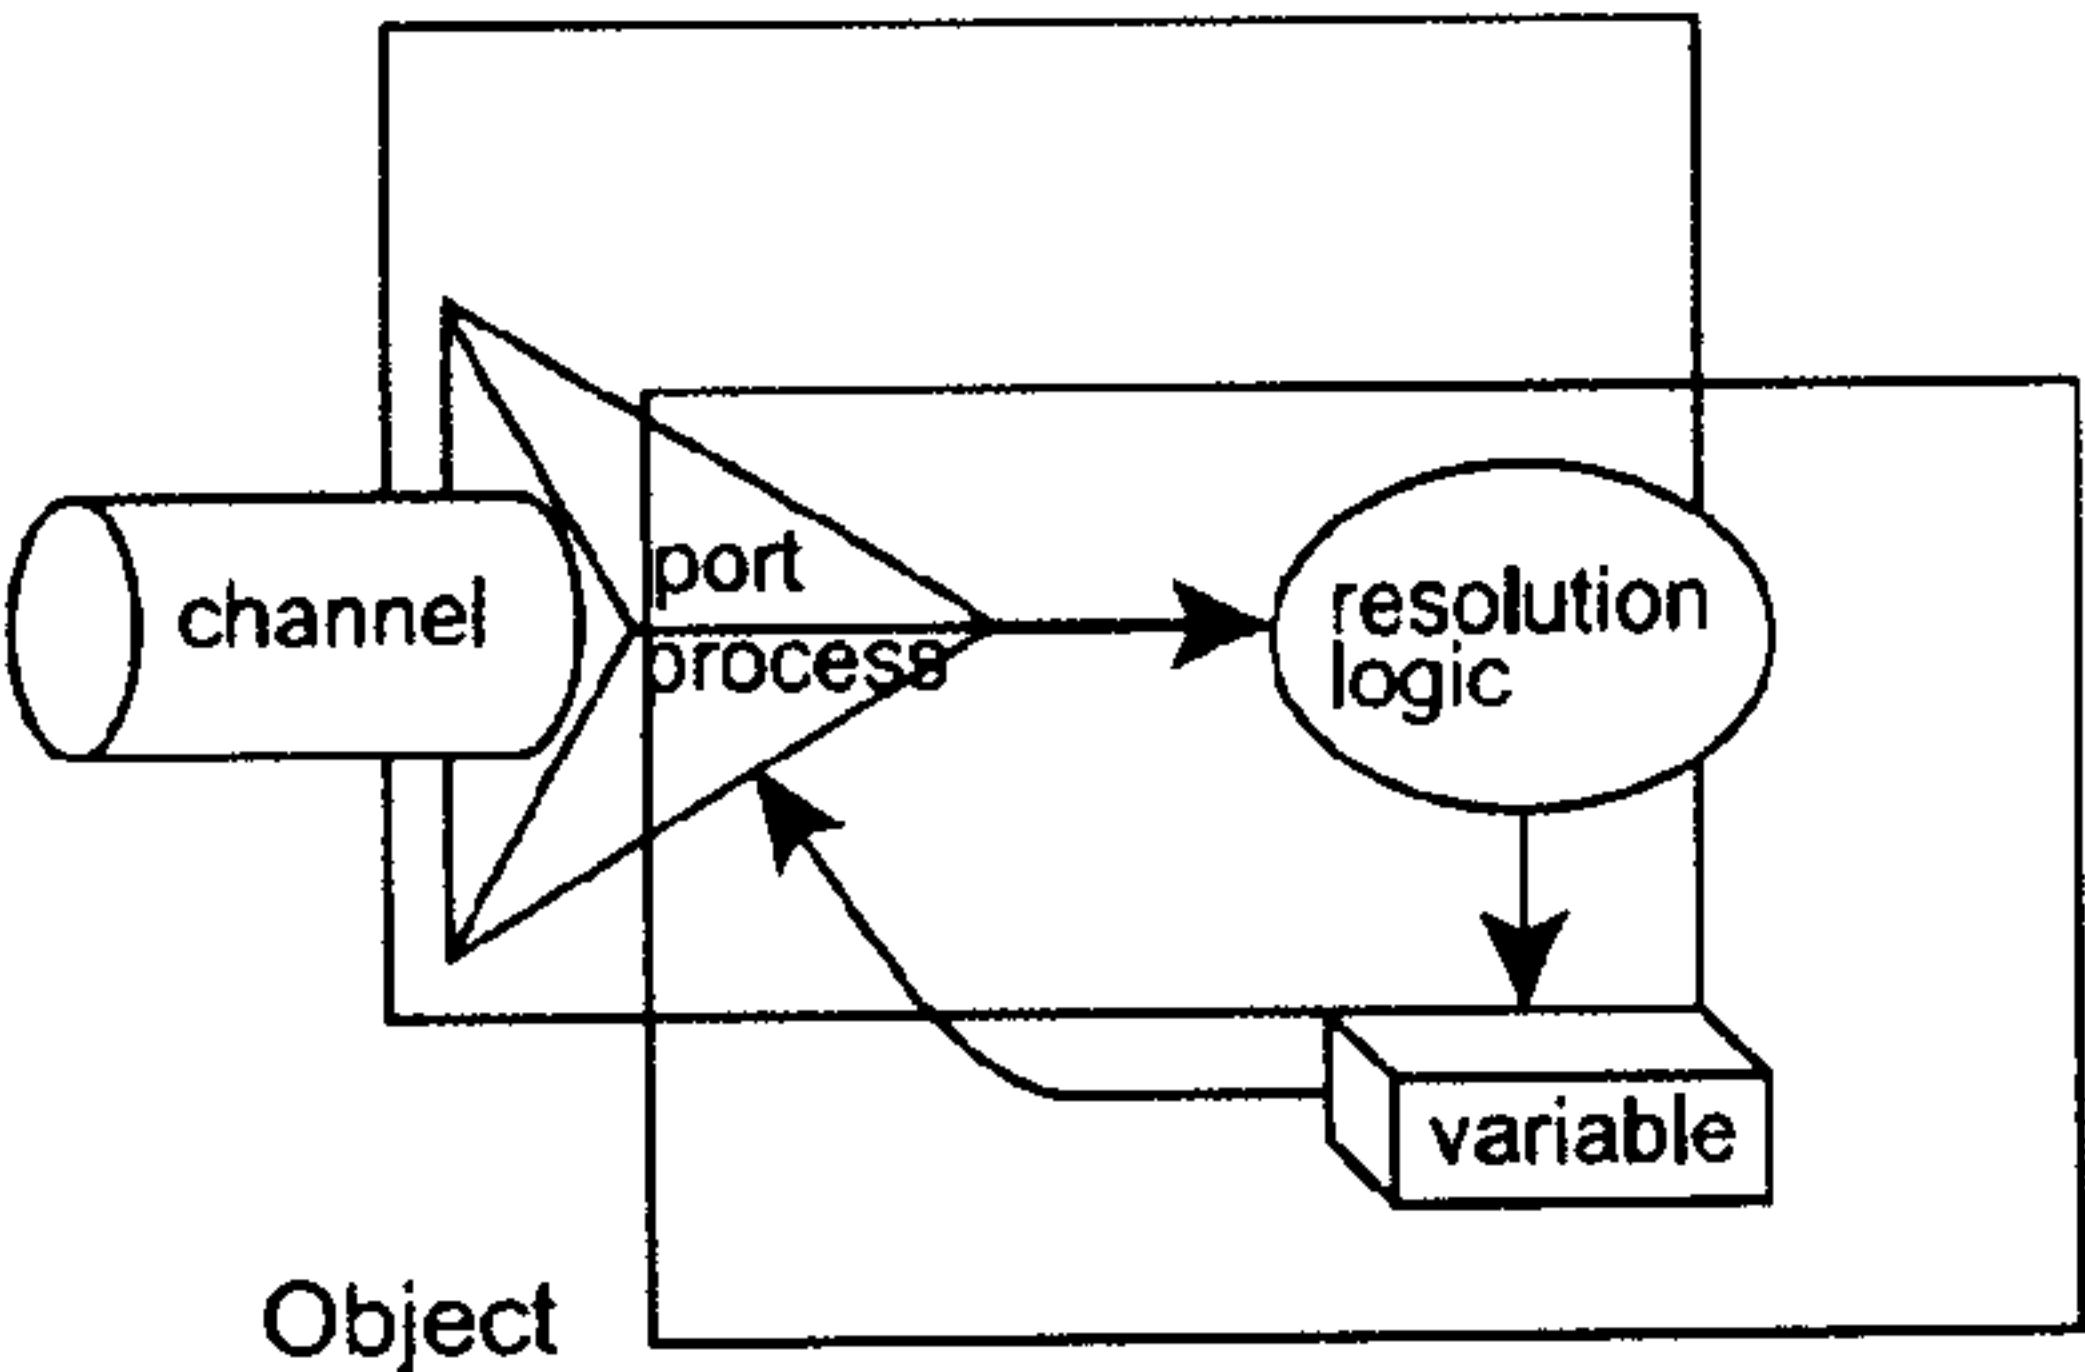 channel
port
process
resolution
logic
variable
Object